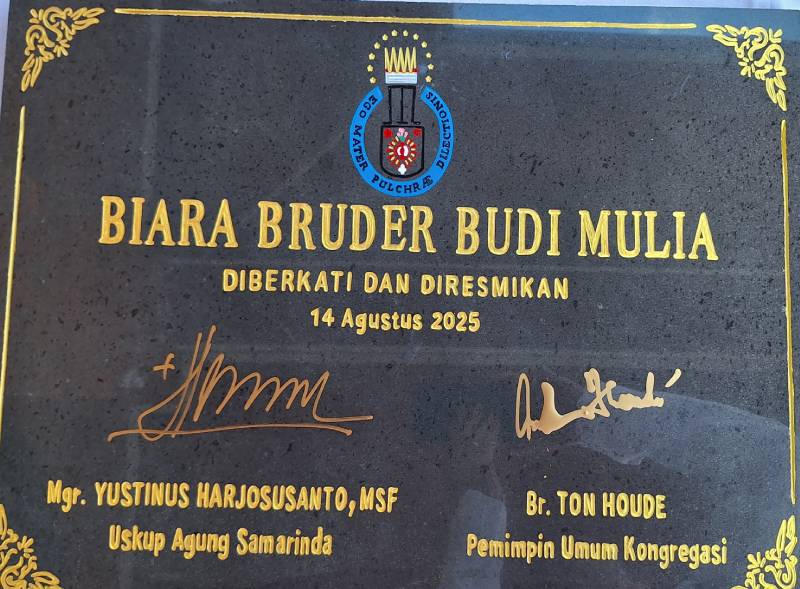 EGO MATER PULCHRÆ DILECTIONIS
BIARA BRUDER BUDI MULIA
DIBERKATI DAN DIRESMIKAN
14 Agustus 2025
Mgr. YUSTINUS HARJOSUSANTO, MSF
Uskup Agung Samarinda
Br. TON HOUDE
Pemimpin Umum Kongregasi